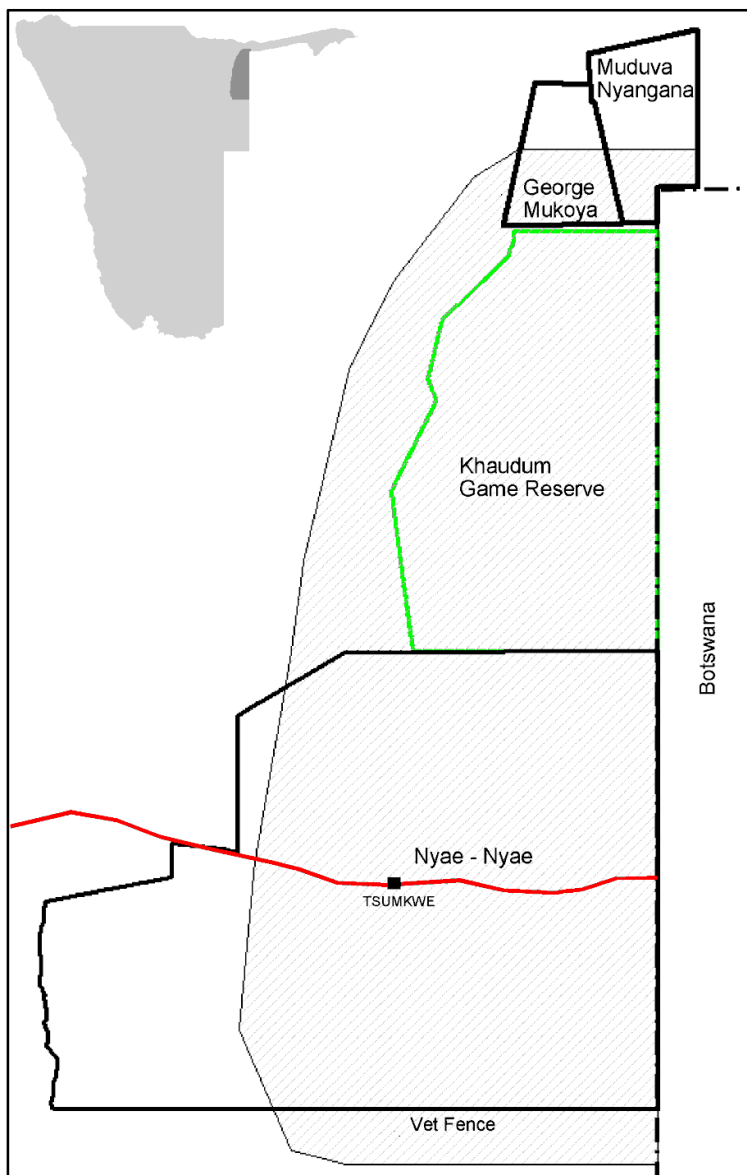 Muduva
Nyangana
George
Mukoya
Khaudum
Game Reserve
Botswana
Nyae - Nyae
TSUMKWE
Vet Fence